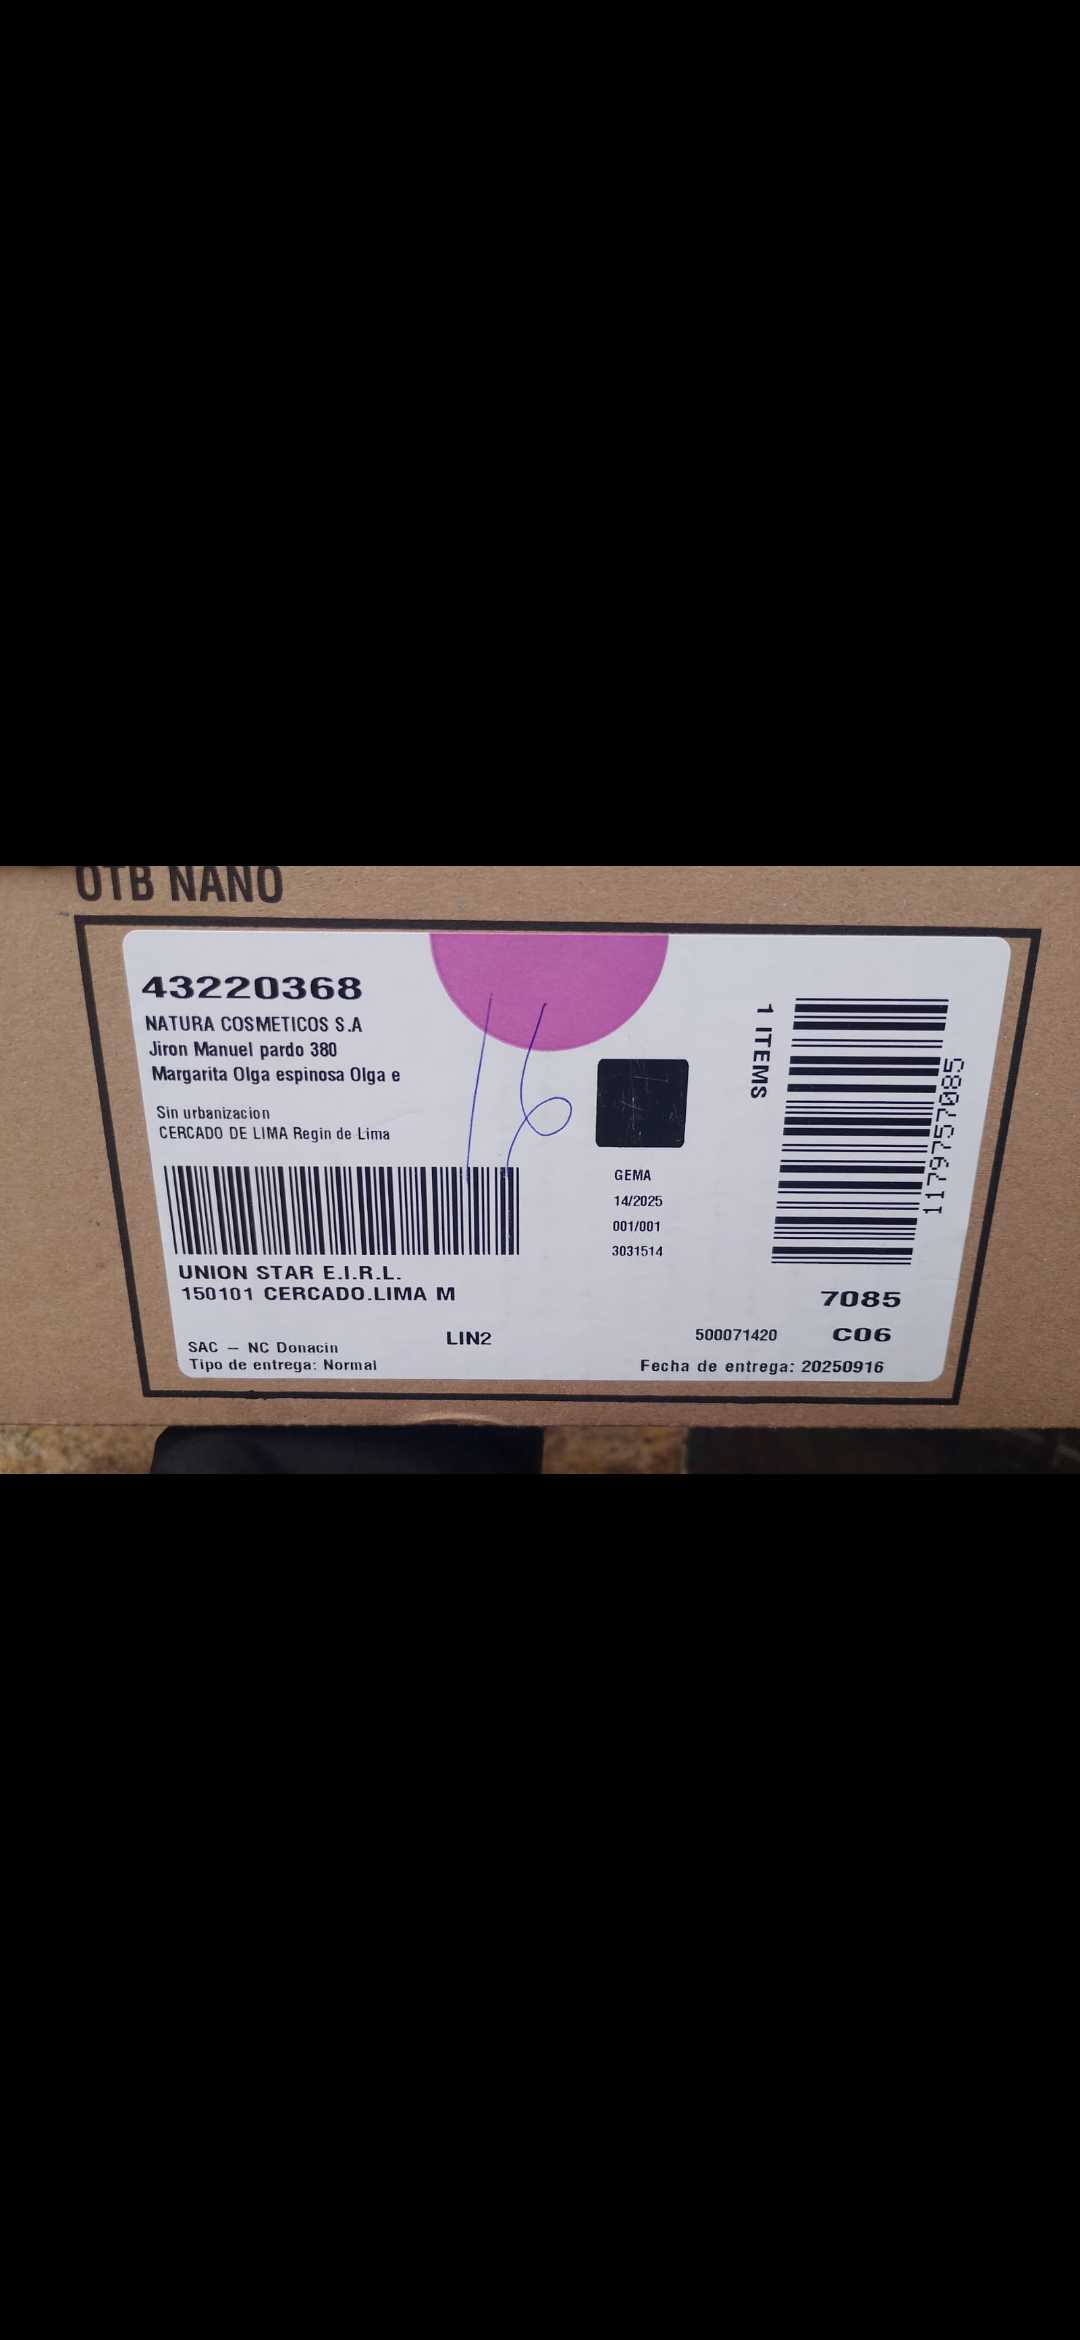 OTB NANO
43220368
NATURA COSMETICOS S.A
Jiron Manuel pardo 380
Margarita Olga espinosa Olga e
Sin urbanizacion
CERCADO DE LIMA Regin de Lima
16
UNION STAR E.I.R.L.
150101 CERCADO.LIMA M
SAC – NC Donacin
Tipo de entrega: Normal
LIN2
GEMA
14/2025
001/001
3031514
1 ITEMS
1179757085
7085
500071420 C06
Fecha de entrega: 20250916